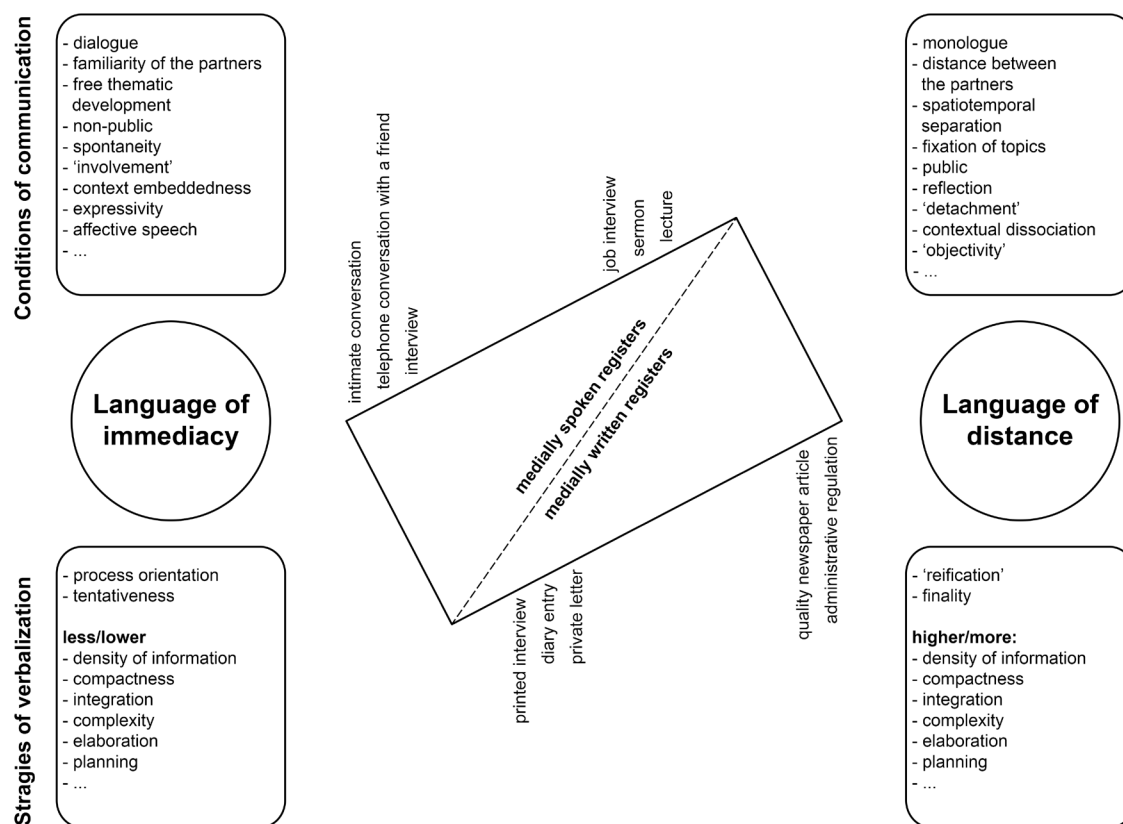 Conditions of communication
- dialogue
- familiarity of the partners
- free thematic
development
- non-public
- spontaneity
- ‘involvement’
- context embeddedness
- expressivity
- affective speech
- ...
Language of
immediacy
Stragies of verbalization
- process orientation
- tentativeness
less/lower
- density of information
- compactness
- integration
- complexity
- elaboration
- planning
- ...
intimate conversation
telephone conversation with a friend
interview
job interview
sermon
lecture
medially spoken registers
medially written registers
printed interview
diary entry
private letter
quality newspaper article
administrative regulation
- monologue
- distance between
the partners
- spatiotemporal
separation
- fixation of topics
- public
- reflection
- ‘detachment’
- contextual dissociation
- ‘objectivity’
- ...
Language of
distance
- ‘reification’
- finality
higher/more:
- density of information
- compactness
- integration
- complexity
- elaboration
- planning
- ...